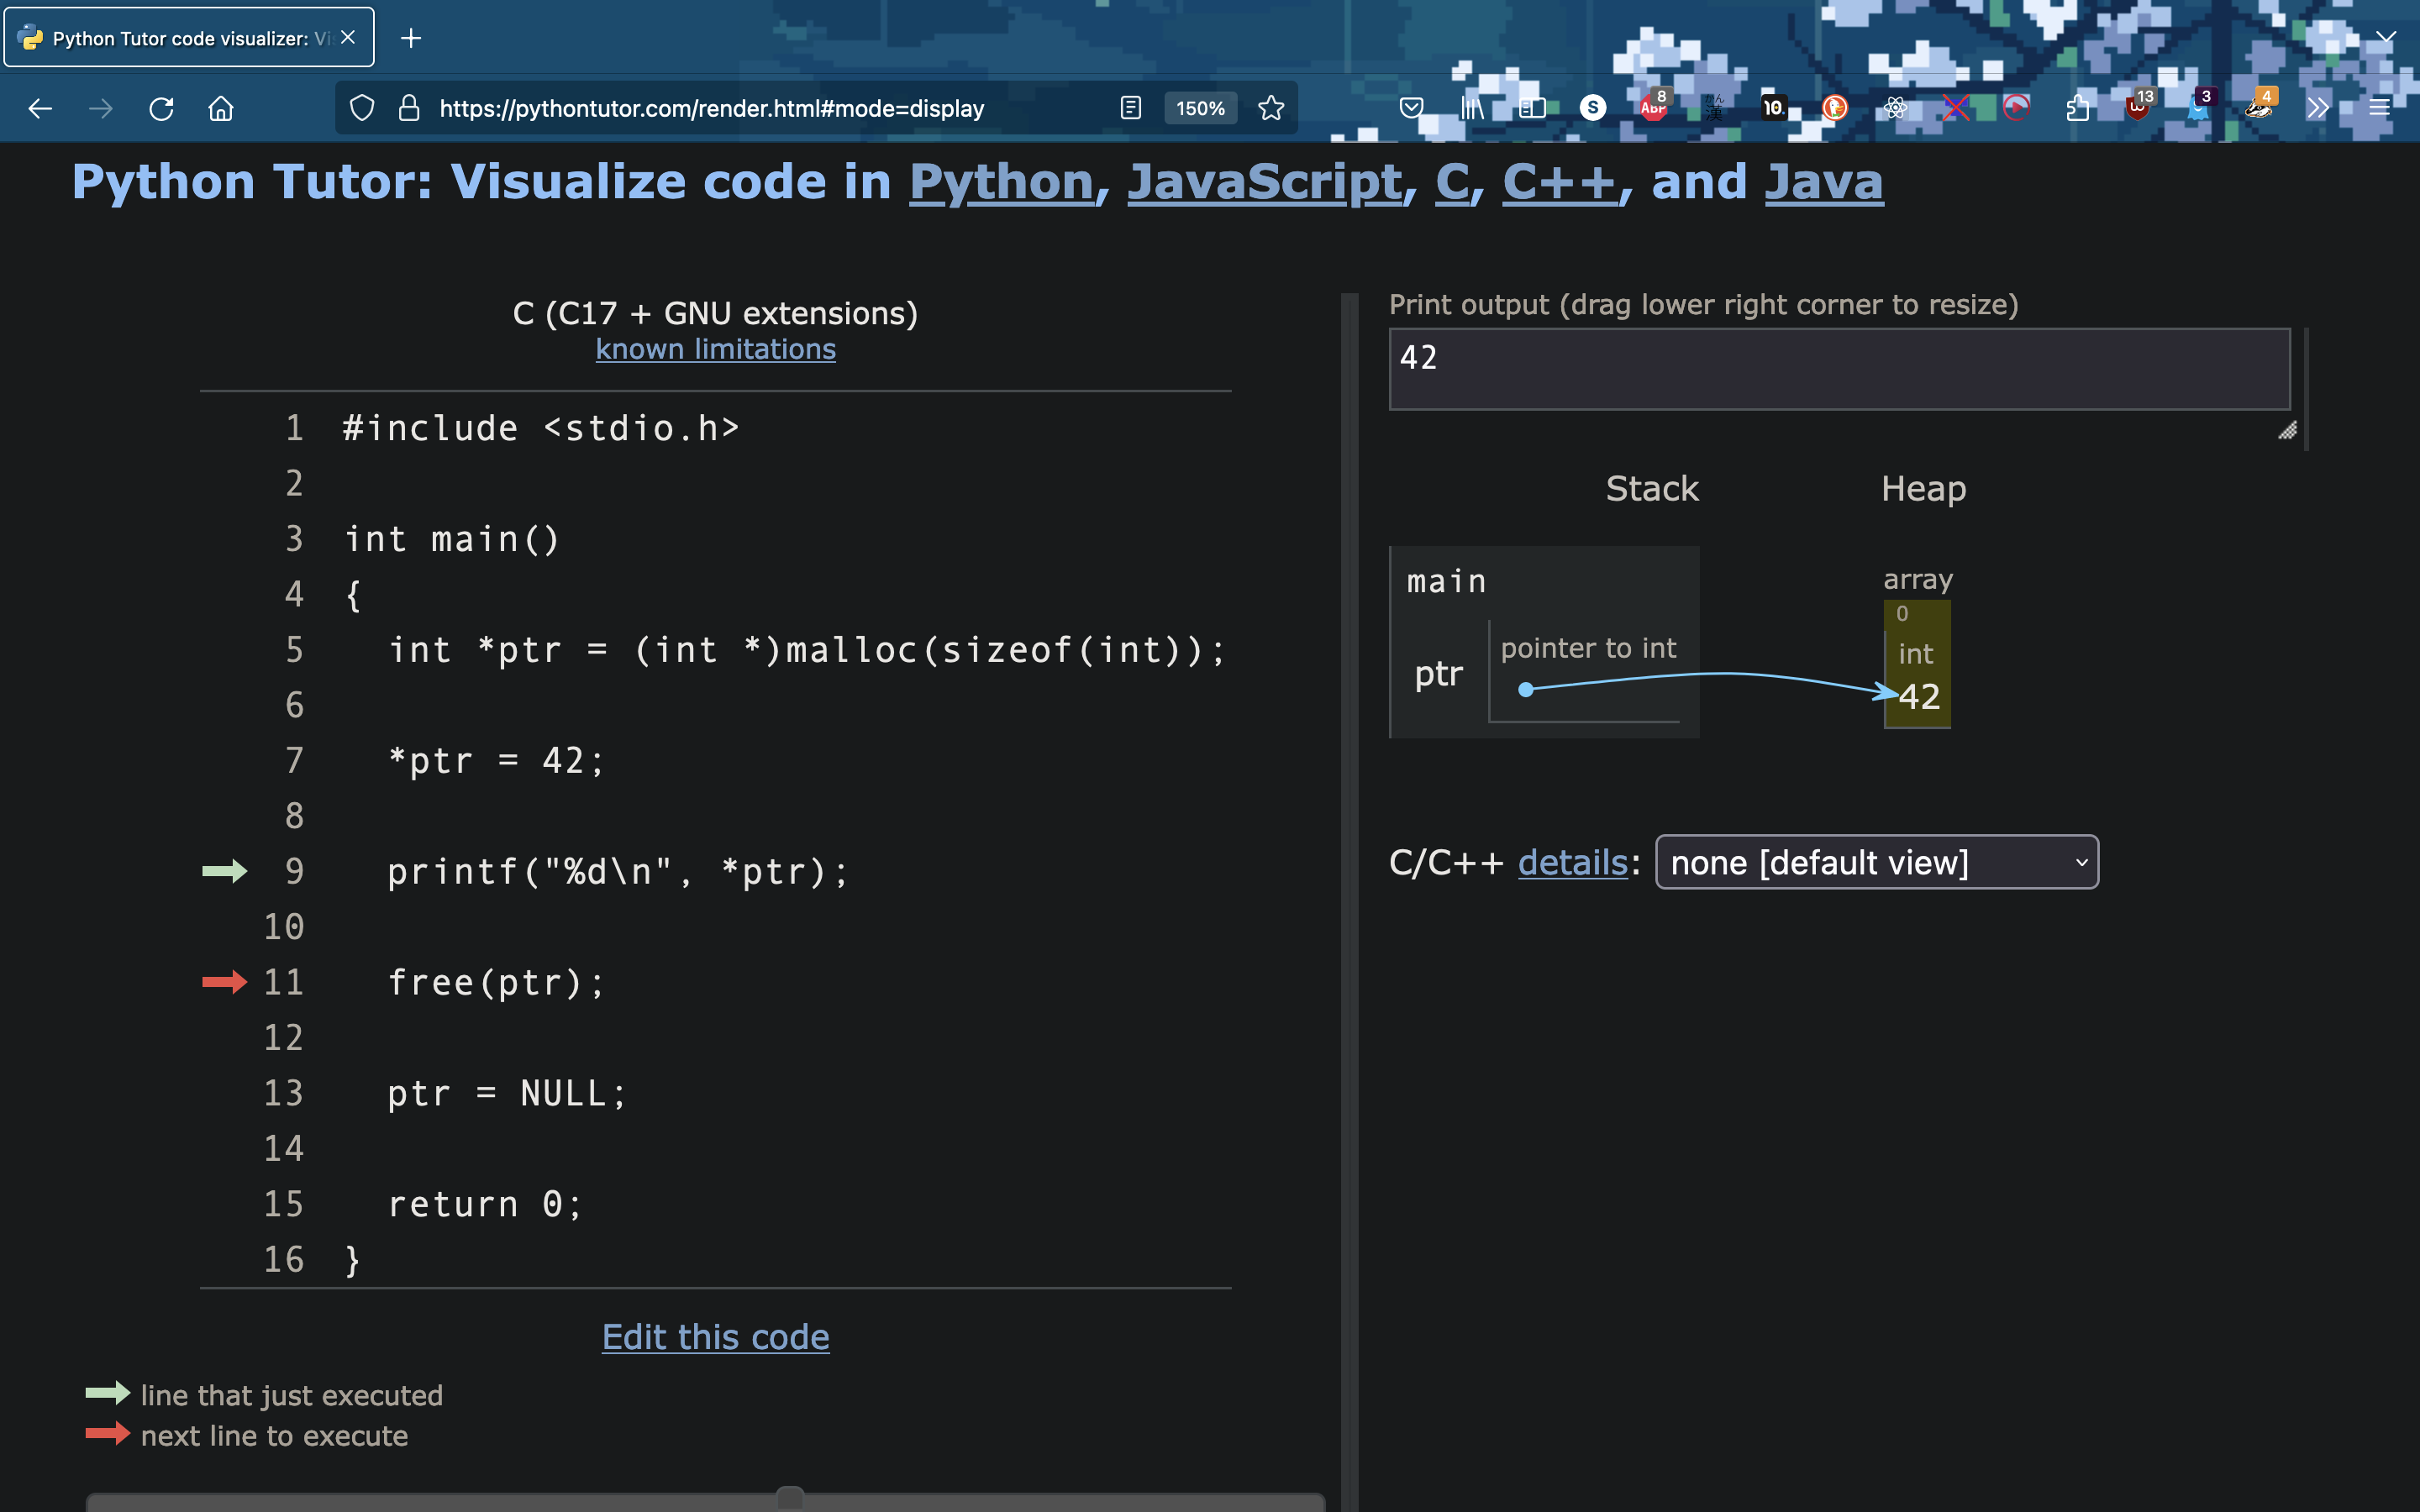 Python Tutor code visualizer: Vi
https://pythontutor.com/render.html#mode=display
150%
S
ABP
8
かん
漢
10.
13
3
4
Python Tutor: Visualize code in Python, JavaScript, C, C++, and Java
C (C17 + GNU extensions)
known limitations
1 #include <stdio.h>
2
3 int main()
4 {
5 int *ptr = (int *)malloc(sizeof(int));
6
7 *ptr = 42;
8
9 printf("%d\n", *ptr);
10
11 free(ptr);
12
13 ptr = NULL;
14
15 return 0;
16 }
Edit this code
line that just executed
next line to execute
Print output (drag lower right corner to resize)
42
Stack Heap
main
ptr
pointer to int
array
0
int
42
C/C++ details: none [default view]